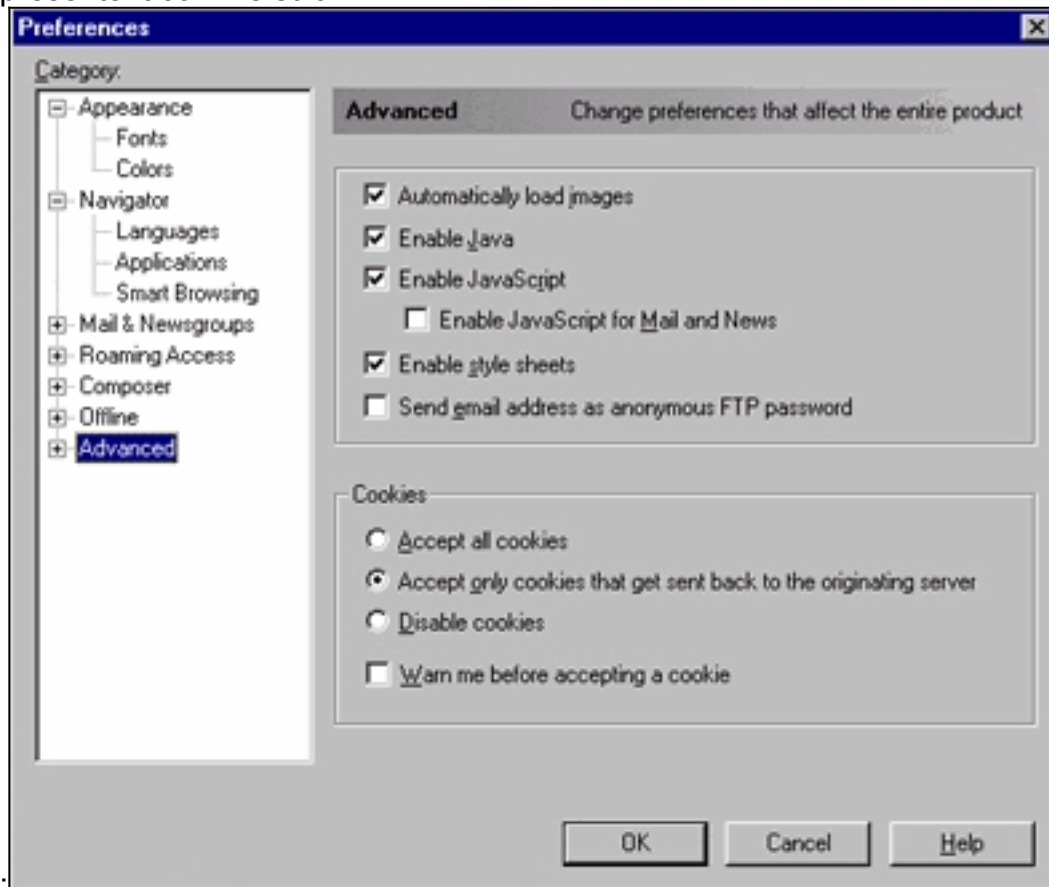 Preferences
Category:
Appearance
Fonts
Colors
Navigator
Languages
Applications
Smart Browsing
Mail & Newsgroups
Roaming Access
Composer
Offline
Advanced
Advanced Change preferences that affect the entire product
Automatically load images
Enable Java
Enable JavaScript
Enable JavaScript for Mail and News
Enable style sheets
Send email address as anonymous FTP password
Cookies
Accept all cookies
Accept only cookies that get sent back to the originating server
Disable cookies
Warn me before accepting a cookie
OK Cancel Help